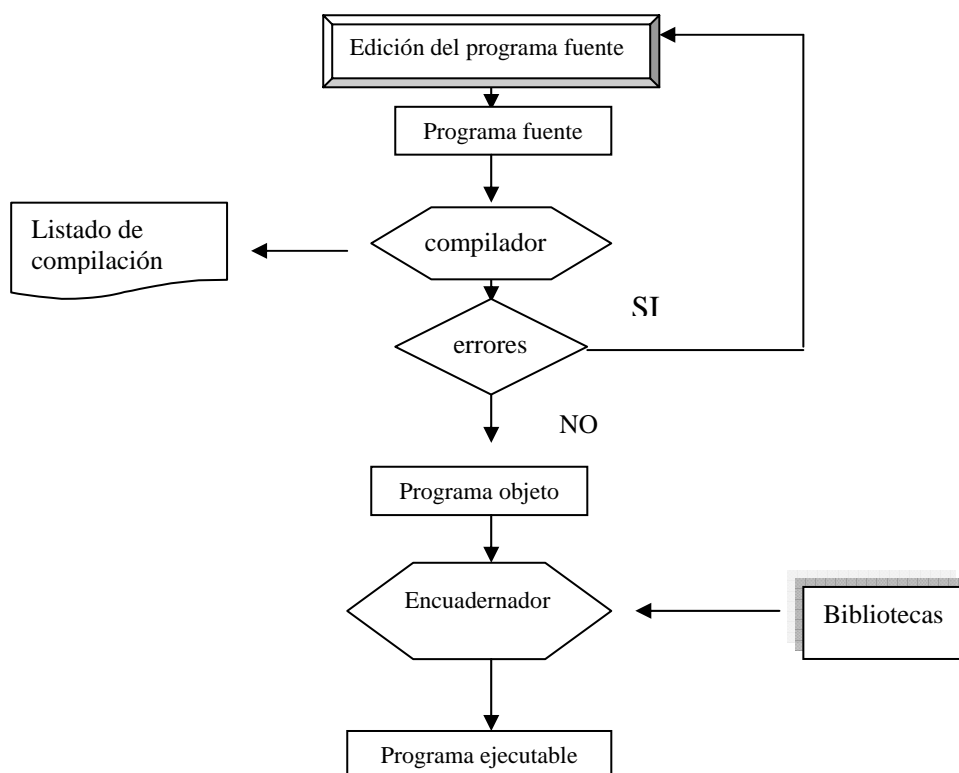 Edición del programa fuente
Programa fuente
Listado de
compilación
compilador
SI
errores
NO
Programa objeto
Encuadernador
Bibliotecas
Programa ejecutable